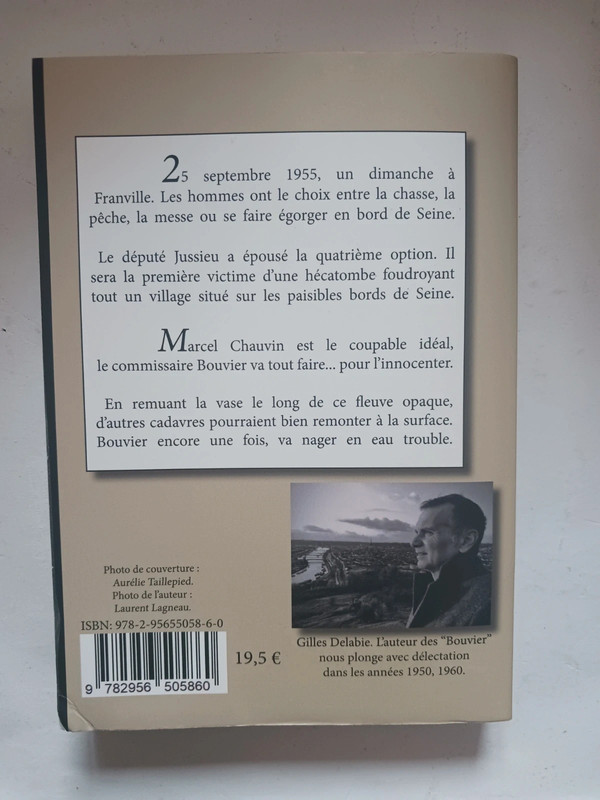 25 septembre 1955, un dimanche à
Franville. Les hommes ont le choix entre la chasse, la
pêche, la messe ou se faire égorger en bord de Seine.
Le député Jussieu a épousé la quatrième option. Il
sera la première victime d'une hécatombe foudroyant
tout un village situé sur les paisibles bords de Seine.
Marcel Chauvin est le coupable idéal,
le commissaire Bouvier va tout faire... pour l'innocenter.
En remuant la vase le long de ce fleuve opaque,
d'autres cadavres pourraient bien remonter à la surface.
Bouvier encore une fois, va nager en eau trouble.
Photo de couverture :
Aurélie Taillepied.
Photo de l'auteur :
Laurent Lagneau.
ISBN: 978-2-95655058-6-0
9 782956 505860
19,5 €
Gilles Delabie. L'auteur des "Bouvier"
nous plonge avec délectation
dans les années 1950, 1960.